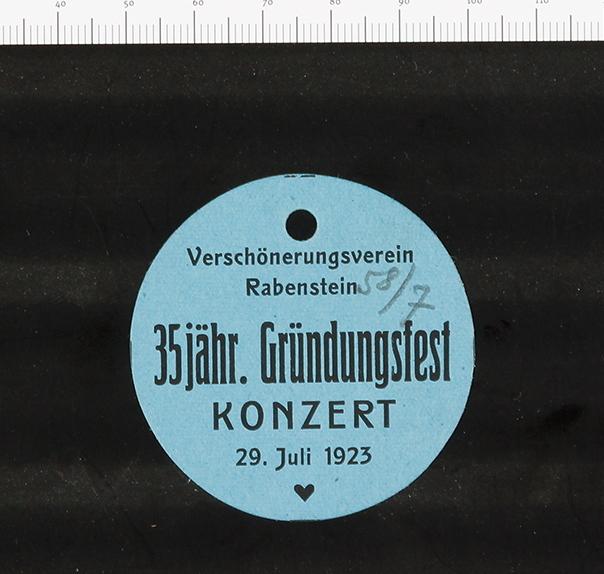 40 50 60 70 80 90 100 110
Verschönerungsverein
Rabenstein 58/7
35jähr. Gründungsfest
KONZERT
29. Juli 1923